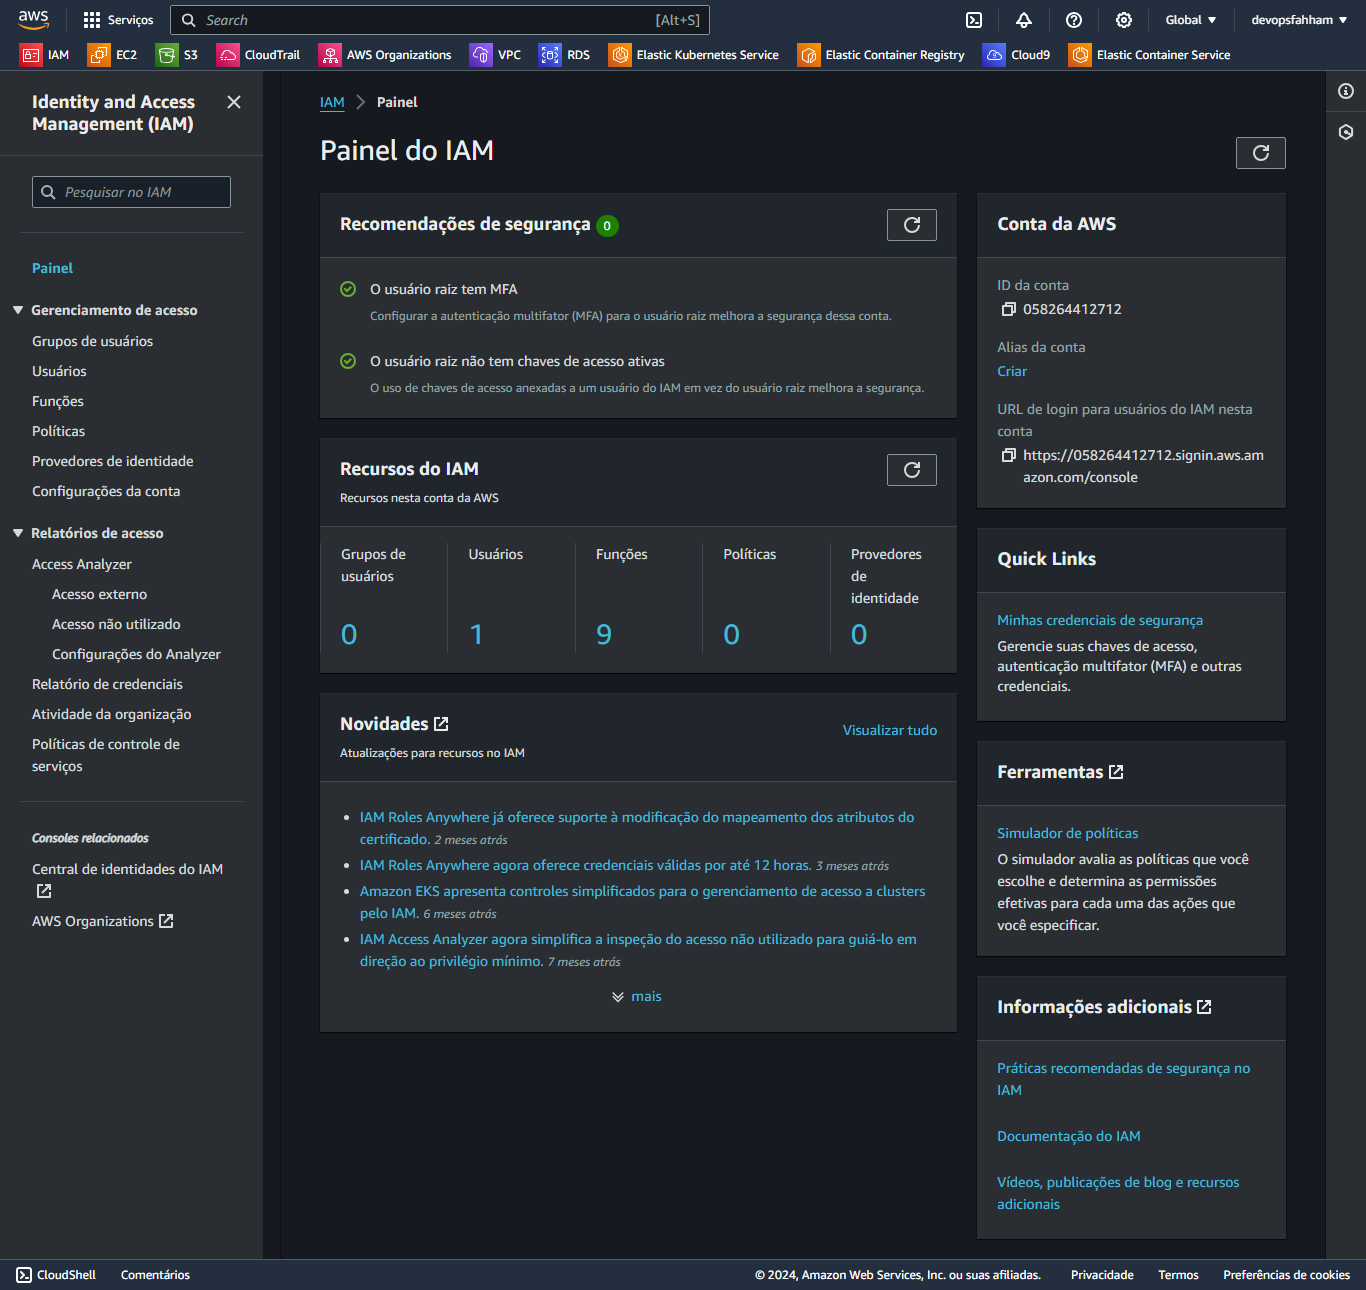 aws
Serviços
Search
[Alt+S]
Global
devopsfahham
IAM
EC2
S3
CloudTrail
AWS Organizations
VPC
RDS
Elastic Kubernetes Service
Elastic Container Registry
Cloud9
Elastic Container Service
Identity and Access
Management (IAM)
Pesquisar no IAM
Painel
Gerenciamento de acesso
Grupos de usuários
Usuários
Funções
Políticas
Provedores de identidade
Configurações da conta
Relatórios de acesso
Access Analyzer
Acesso externo
Acesso não utilizado
Configurações do Analyzer
Relatório de credenciais
Atividade da organização
Políticas de controle de
serviços
Consoles relacionados
Central de identidades do IAM
AWS Organizations
IAM
Painel
Painel do IAM
Recomendações de segurança
0
O usuário raiz tem MFA
Configurar a autenticação multifator (MFA) para o usuário raiz melhora a segurança dessa conta.
O usuário raiz não tem chaves de acesso ativas
O uso de chaves de acesso anexadas a um usuário do IAM em vez do usuário raiz melhora a segurança.
Recursos do IAM
Recursos nesta conta da AWS
Grupos de
usuários
0
Usuários
1
Funções
9
Políticas
0
Provedores
de
identidade
0
Novidades
Visualizar tudo
Atualizações para recursos no IAM
IAM Roles Anywhere já oferece suporte à modificação do mapeamento dos atributos do
certificado. 2 meses atrás
IAM Roles Anywhere agora oferece credenciais válidas por até 12 horas. 3 meses atrás
Amazon EKS apresenta controles simplificados para o gerenciamento de acesso a clusters
pelo IAM. 6 meses atrás
IAM Access Analyzer agora simplifica a inspeção do acesso não utilizado para guiá-lo em
direção ao privilégio mínimo. 7 meses atrás
mais
Conta da AWS
ID da conta
058264412712
Alias da conta
Criar
URL de login para usuários do IAM nesta
conta
https://058264412712.signin.aws.am
azon.com/console
Quick Links
Minhas credenciais de segurança
Gerencie suas chaves de acesso,
autenticação multifator (MFA) e outras
credenciais.
Ferramentas
Simulador de políticas
O simulador avalia as políticas que você
escolhe e determina as permissões
efetivas para cada uma das ações que
você especificar.
Informações adicionais
Práticas recomendadas de segurança no
IAM
Documentação do IAM
Vídeos, publicações de blog e recursos
adicionais
CloudShell
Comentários
© 2024, Amazon Web Services, Inc. ou suas afiliadas.
Privacidade
Termos
Preferências de cookies